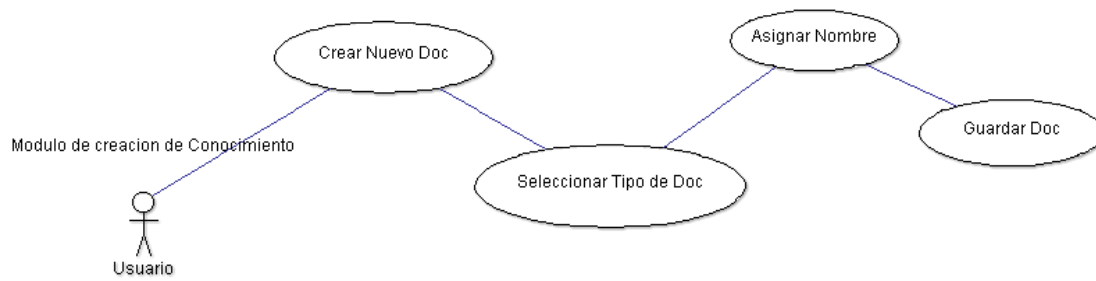 Asignar Nombre
Crear Nuevo Doc
Guardar Doc
Modulo de creacion de Conocimiento
Seleccionar Tipo de Doc
Usuario